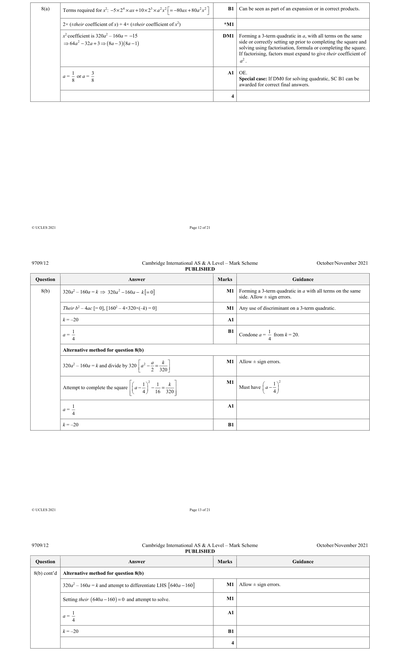 8(a)
Terms required for x²: −5×2⁴×ax+10×2³×a²x²[= −80ax+80a²x²]
B1
Can be seen as part of an expansion or in correct products.
2× (±their coefficient of x) + 4× (±their coefficient of x²)
*M1
x² coefficient is 320a² − 160a = −15
⇒ 64a² − 32a + 3 ⇒ (8a − 3)(8a − 1)
DM1
Forming a 3-term quadratic in a, with all terms on the same
side or correctly setting up prior to completing the square and
solving using factorisation, formula or completing the square.
If factorising, factors must expand to give their coefficient of
a².
a = 1/8 or a = 3/8
A1
OE.
Special case: If DM0 for solving quadratic, SC B1 can be
awarded for correct final answers.
4
© UCLES 2021
Page 12 of 21
9709/12
Cambridge International AS & A Level – Mark Scheme
PUBLISHED
October/November 2021
Question
Answer
Marks
Guidance
8(b)
320a² − 160a = k ⇒ 320a² − 160a − k [= 0]
M1
Forming a 3-term quadratic in a with all terms on the same
side. Allow ± sign errors.
Their b² − 4ac [= 0], [160² − 4×320×(−k) = 0]
M1
Any use of discriminant on a 3-term quadratic.
k = −20
A1
a = 1/4
B1
Condone a = 1/4 from k = 20.
Alternative method for question 8(b)
320a² − 160a = k and divide by 320 [a² − a/2 = k/320]
M1
Allow ± sign errors.
Attempt to complete the square [(a − 1/4)² − 1/16 = k/320]
M1
Must have (a − 1/4)²
a = 1/4
A1
k = −20
B1
© UCLES 2021
Page 13 of 21
9709/12
Cambridge International AS & A Level – Mark Scheme
PUBLISHED
October/November 2021
Question
Answer
Marks
Guidance
8(b) cont'd
Alternative method for question 8(b)
320a² − 160a = k and attempt to differentiate LHS [640a − 160]
M1
Allow ± sign errors.
Setting their (640a − 160) = 0 and attempt to solve.
M1
a = 1/4
A1
k = −20
B1
4